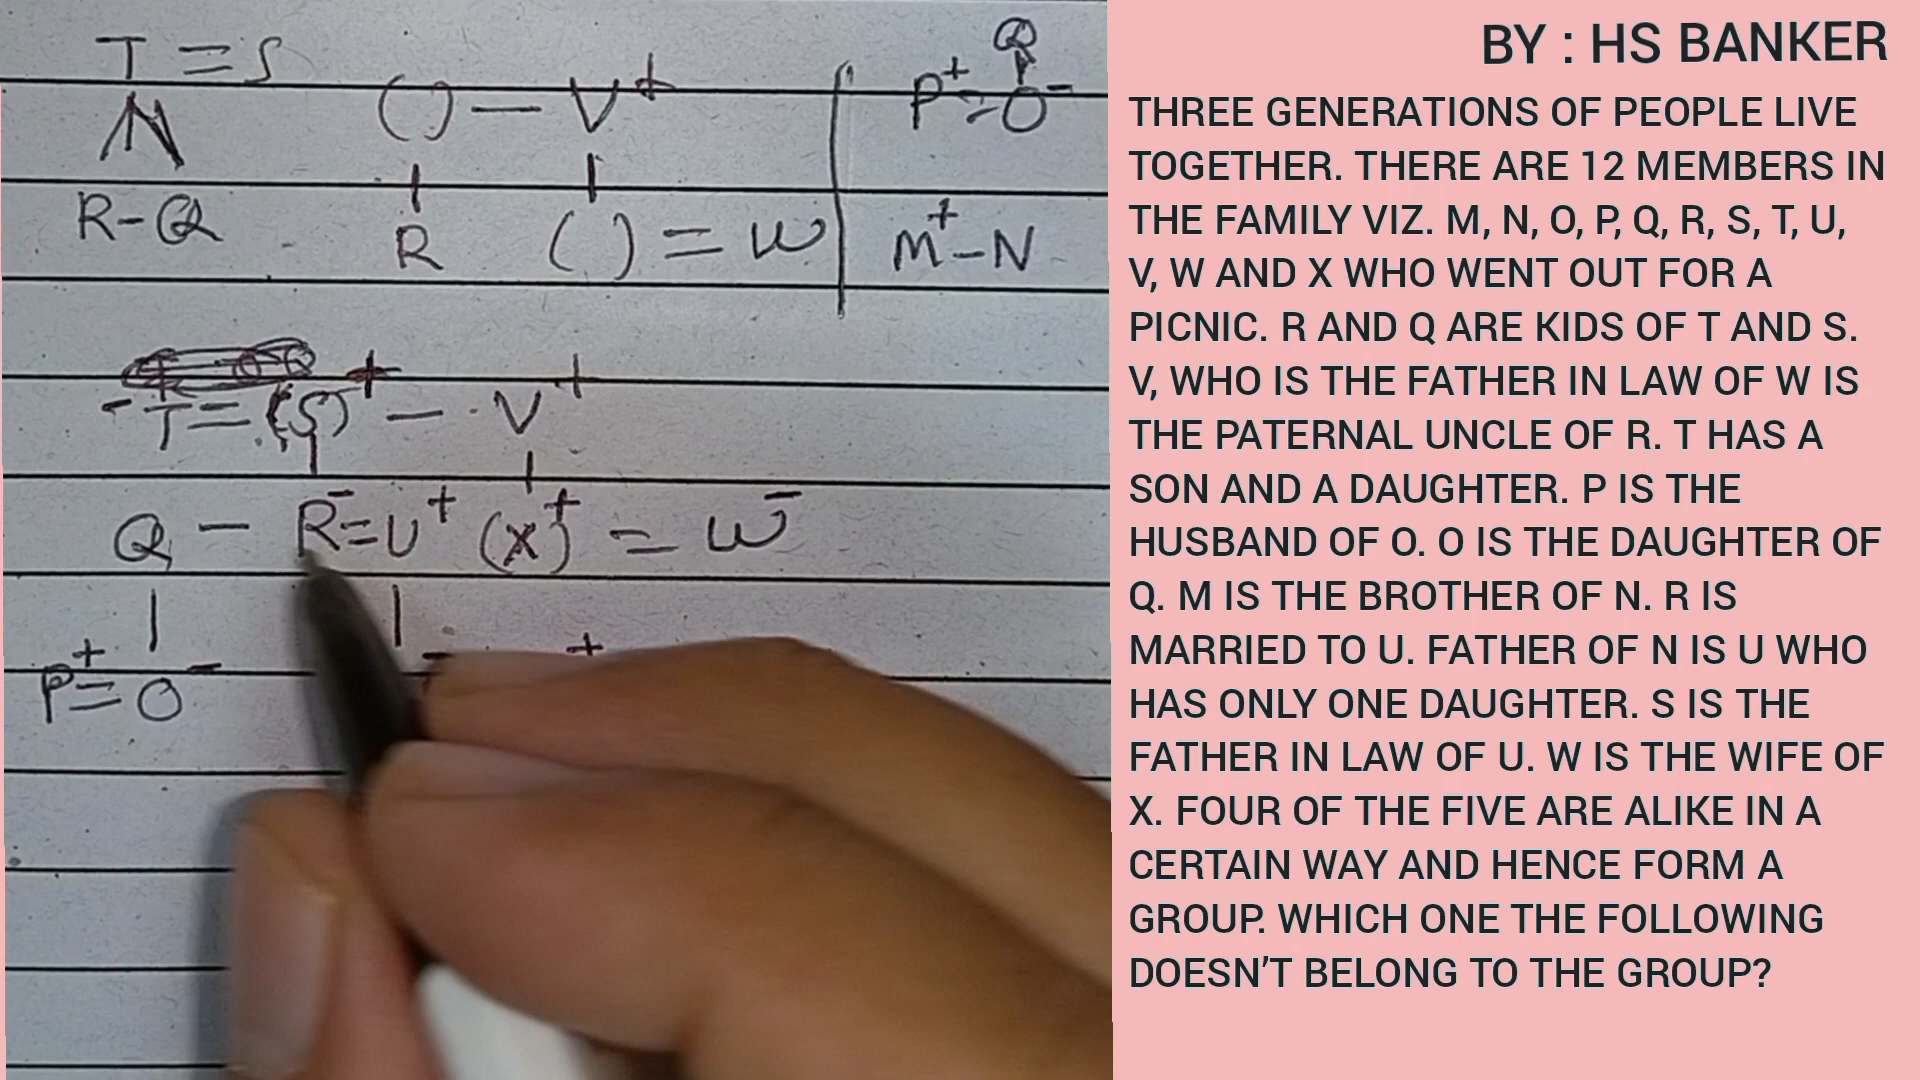 T = S
( ) - V+
Q
P+ = O-
R - Q
R
( ) = W
M+ - N
- T = (S)+ - V+
Q - R- = U+ (X)+ = W-
P+ = O-
BY : HS BANKER
THREE GENERATIONS OF PEOPLE LIVE
TOGETHER. THERE ARE 12 MEMBERS IN
THE FAMILY VIZ. M, N, O, P, Q, R, S, T, U,
V, W AND X WHO WENT OUT FOR A
PICNIC. R AND Q ARE KIDS OF T AND S.
V, WHO IS THE FATHER IN LAW OF W IS
THE PATERNAL UNCLE OF R. T HAS A
SON AND A DAUGHTER. P IS THE
HUSBAND OF O. O IS THE DAUGHTER OF
Q. M IS THE BROTHER OF N. R IS
MARRIED TO U. FATHER OF N IS U WHO
HAS ONLY ONE DAUGHTER. S IS THE
FATHER IN LAW OF U. W IS THE WIFE OF
X. FOUR OF THE FIVE ARE ALIKE IN A
CERTAIN WAY AND HENCE FORM A
GROUP. WHICH ONE THE FOLLOWING
DOESN'T BELONG TO THE GROUP?